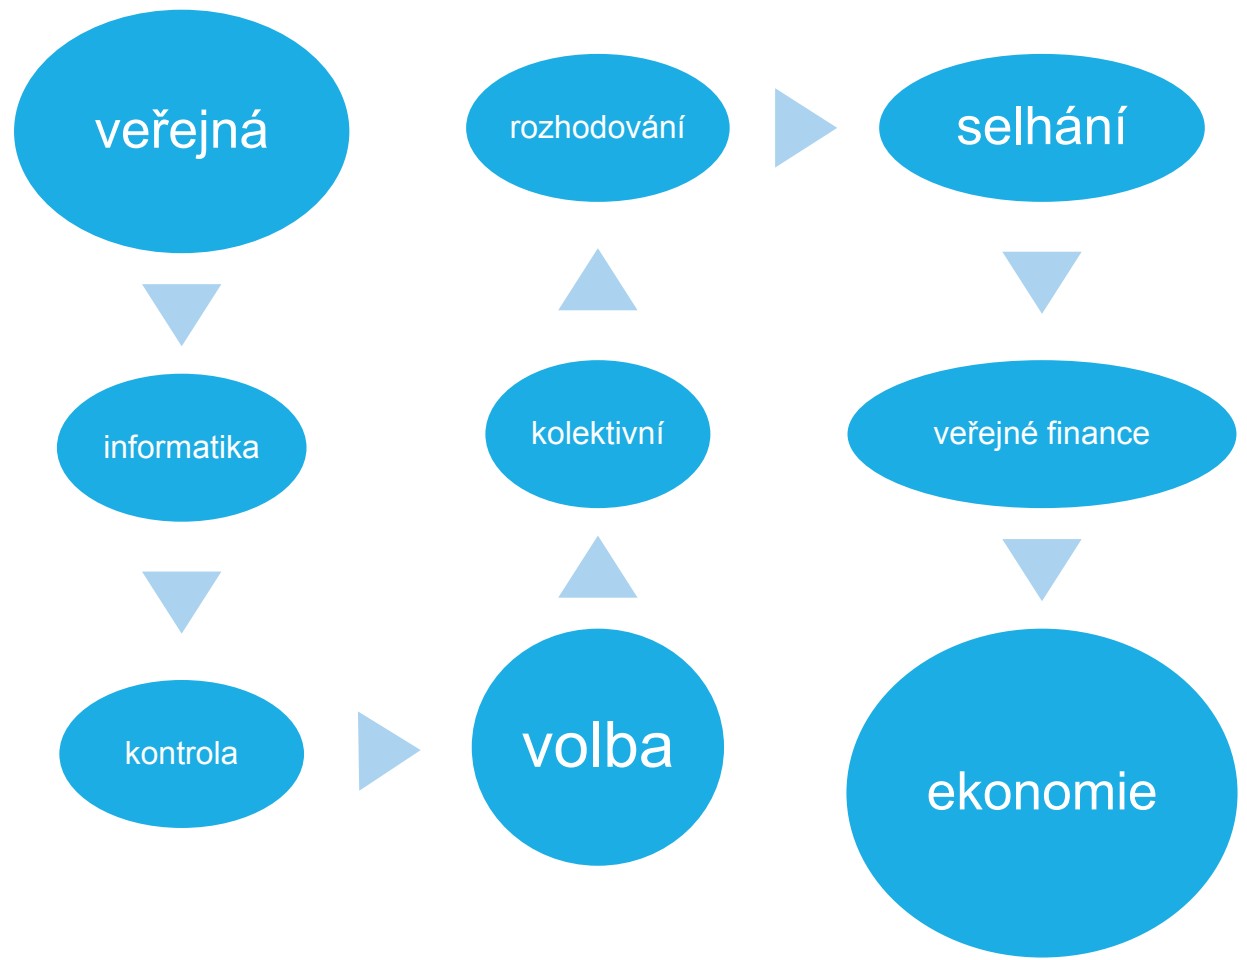 veřejná
informatika
kontrola
volba
kolektivní
rozhodování
selhání
veřejné finance
ekonomie